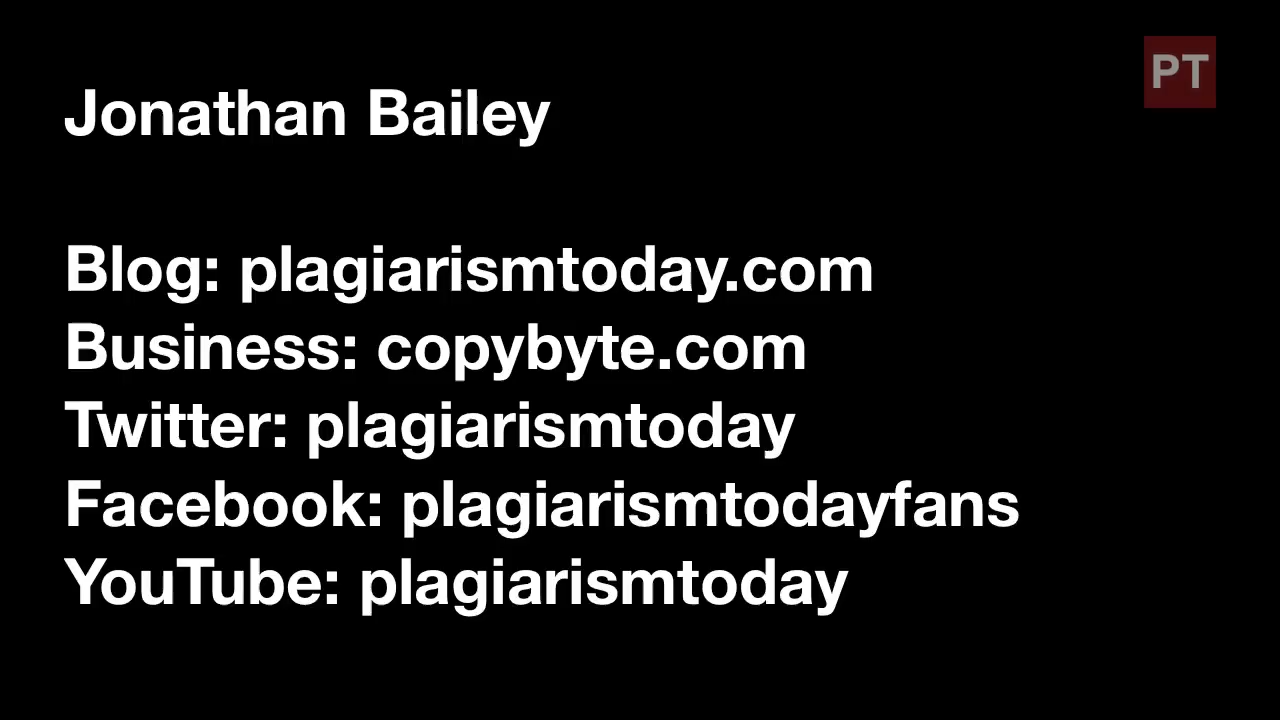 PT
Jonathan Bailey
Blog: plagiarismtoday.com
Business: copybyte.com
Twitter: plagiarismtoday
Facebook: plagiarismtodayfans
YouTube: plagiarismtoday